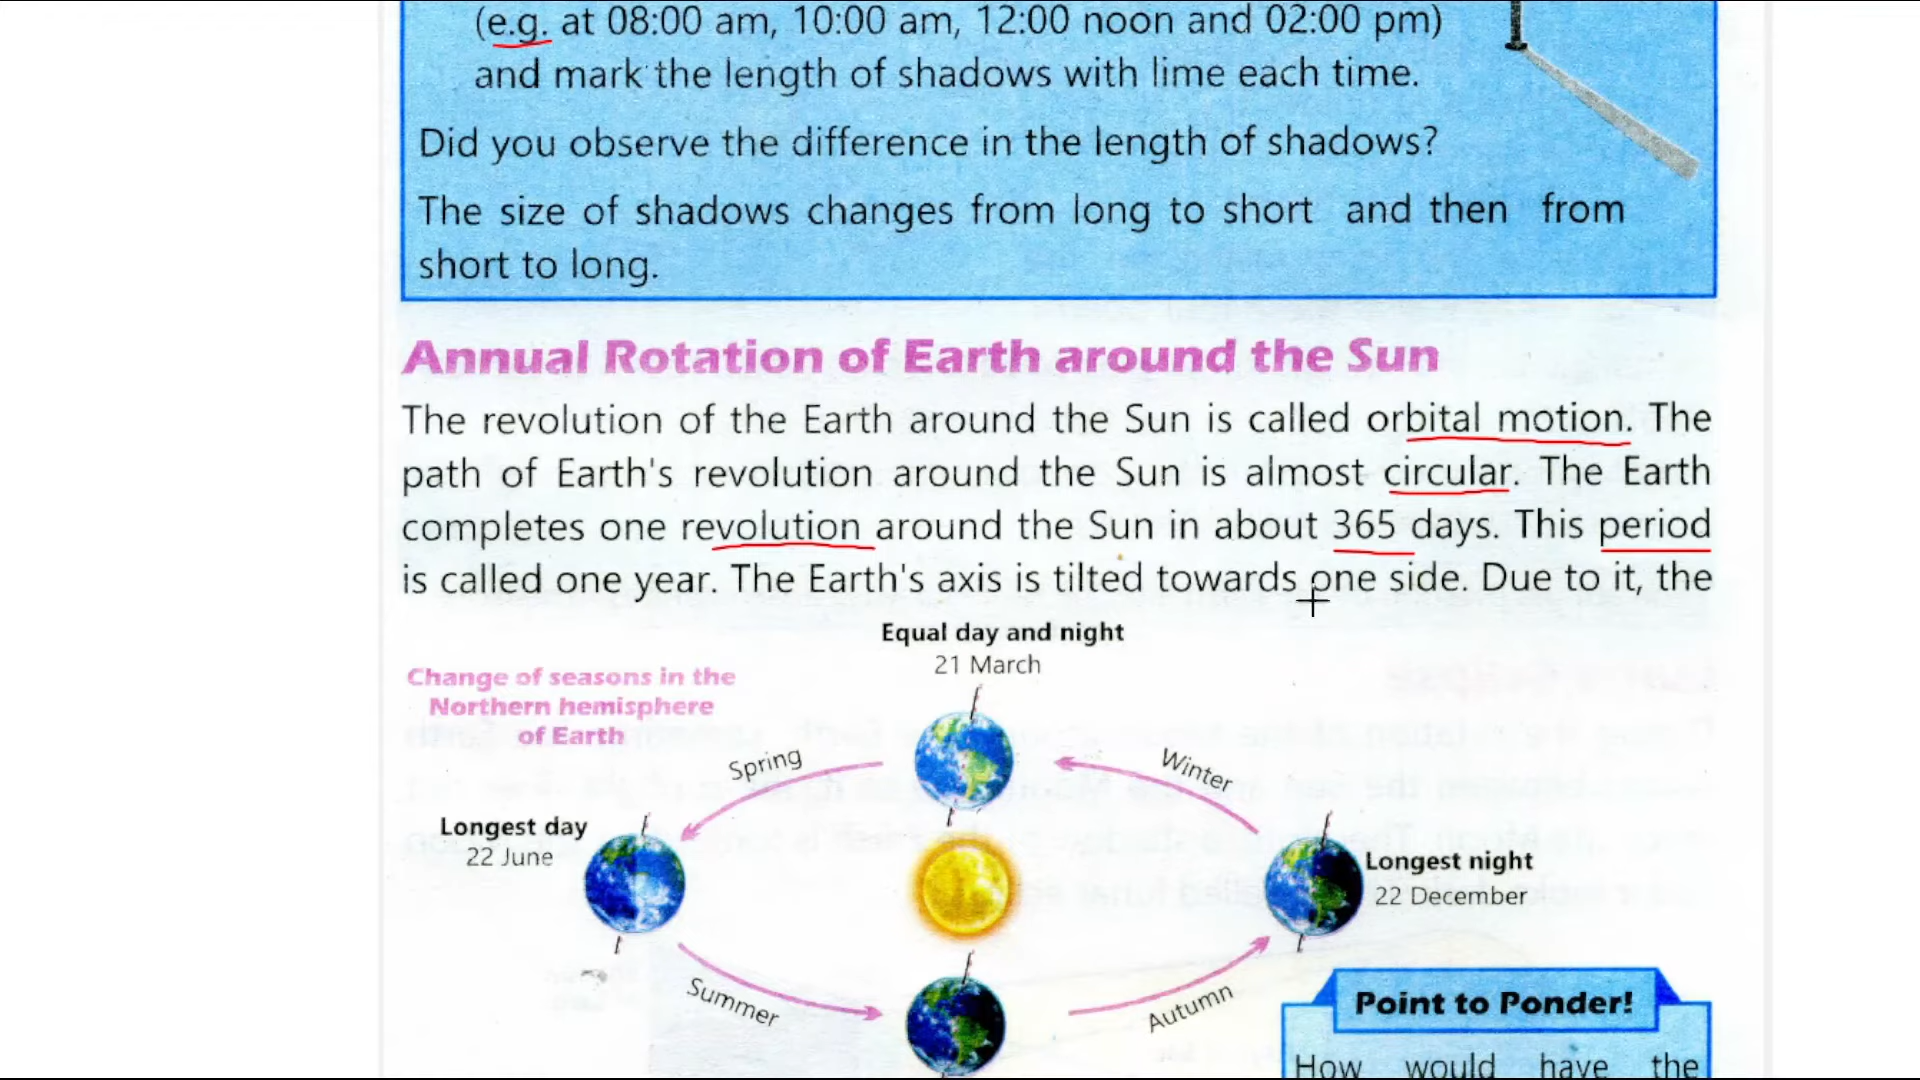 (e.g. at 08:00 am, 10:00 am, 12:00 noon and 02:00 pm)
and mark the length of shadows with lime each time.
Did you observe the difference in the length of shadows?
The size of shadows changes from long to short and then from
short to long.
Annual Rotation of Earth around the Sun
The revolution of the Earth around the Sun is called orbital motion. The
path of Earth's revolution around the Sun is almost circular. The Earth
completes one revolution around the Sun in about 365 days. This period
is called one year. The Earth's axis is tilted towards one side. Due to it, the
Equal day and night
21 March
Change of seasons in the
Northern hemisphere
of Earth
Spring
Winter
Longest day
22 June
Longest night
22 December
Summer
Autumn
Point to Ponder!
How would have the